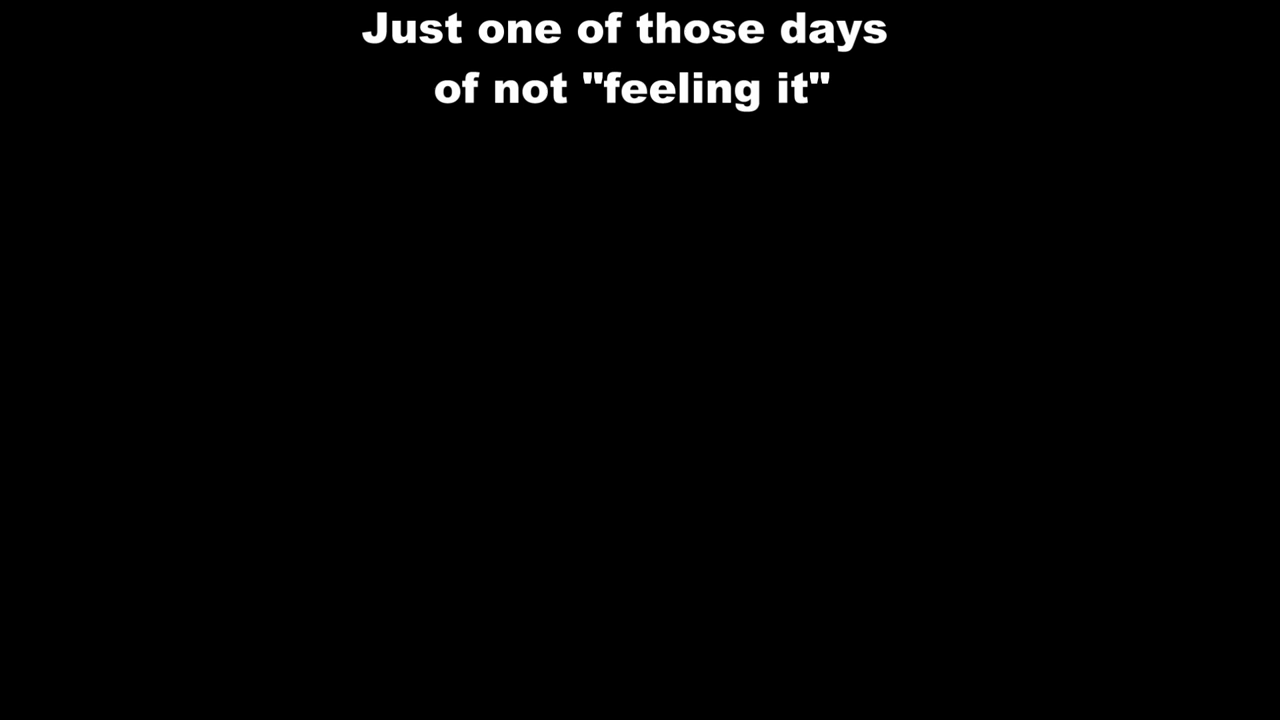 Just one of those days
of not "feeling it"